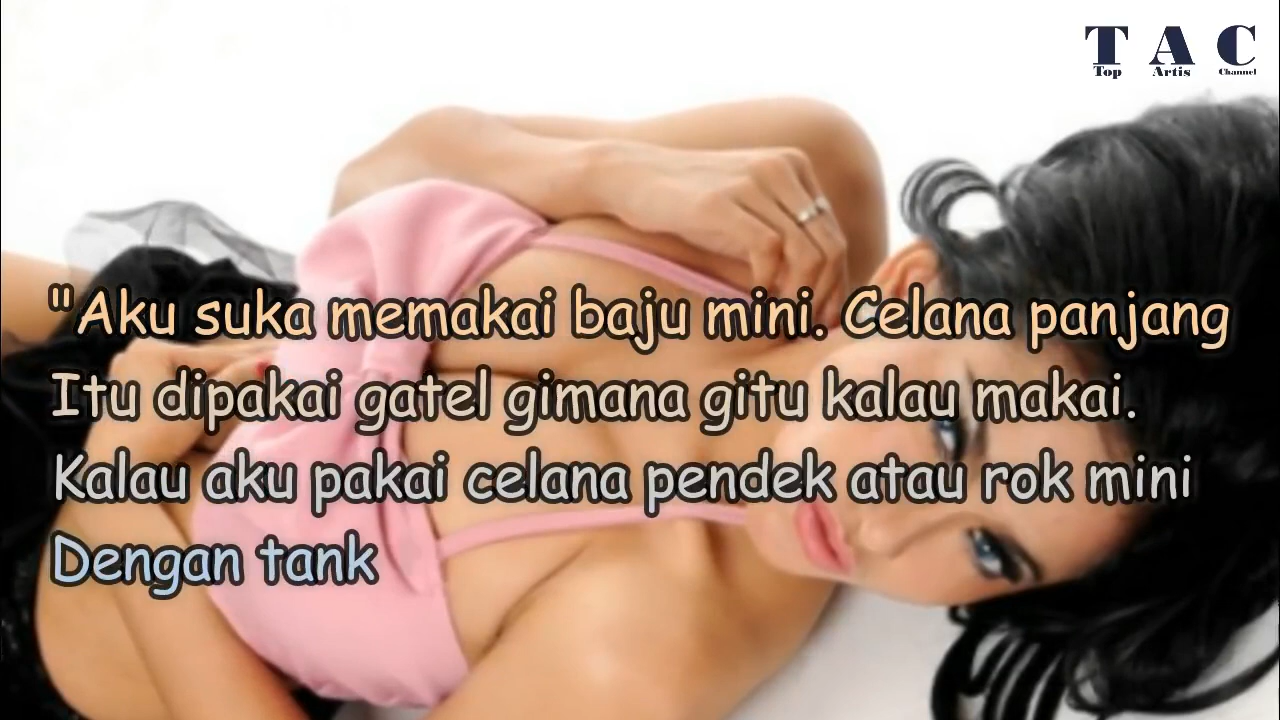 T A C
Top Artis Channel
"Aku suka memakai baju mini. Celana panjang
Itu dipakai gatel gimana gitu kalau makai.
Kalau aku pakai celana pendek atau rok mini
Dengan tank